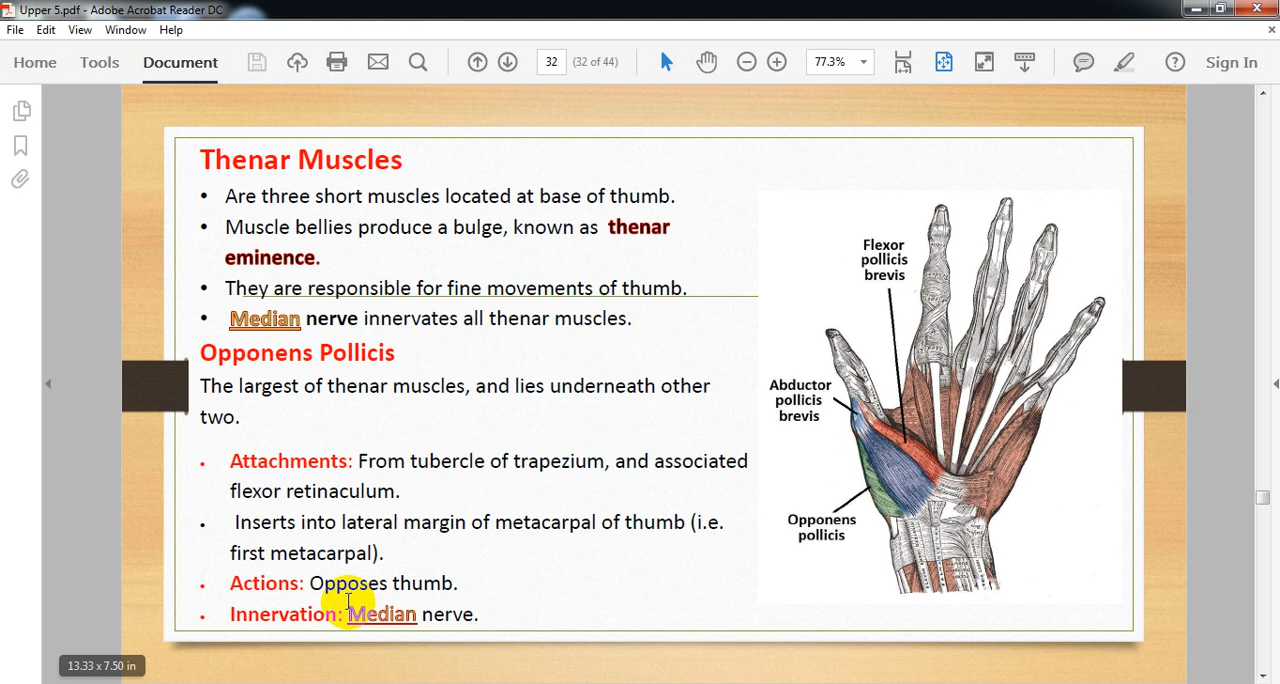 Upper 5.pdf - Adobe Acrobat Reader DC
File Edit View Window Help
Home Tools Document 32 (32 of 44) 77.3% Sign In
Thenar Muscles
• Are three short muscles located at base of thumb.
• Muscle bellies produce a bulge, known as thenar
eminence.
• They are responsible for fine movements of thumb.
• Median nerve innervates all thenar muscles.
Opponens Pollicis
The largest of thenar muscles, and lies underneath other
two.
• Attachments: From tubercle of trapezium, and associated
flexor retinaculum.
• Inserts into lateral margin of metacarpal of thumb (i.e.
first metacarpal).
• Actions: Opposes thumb.
• Innervation: Median nerve.
Flexor
pollicis
brevis
Abductor
pollicis
brevis
Opponens
pollicis
13.33 x 7.50 in